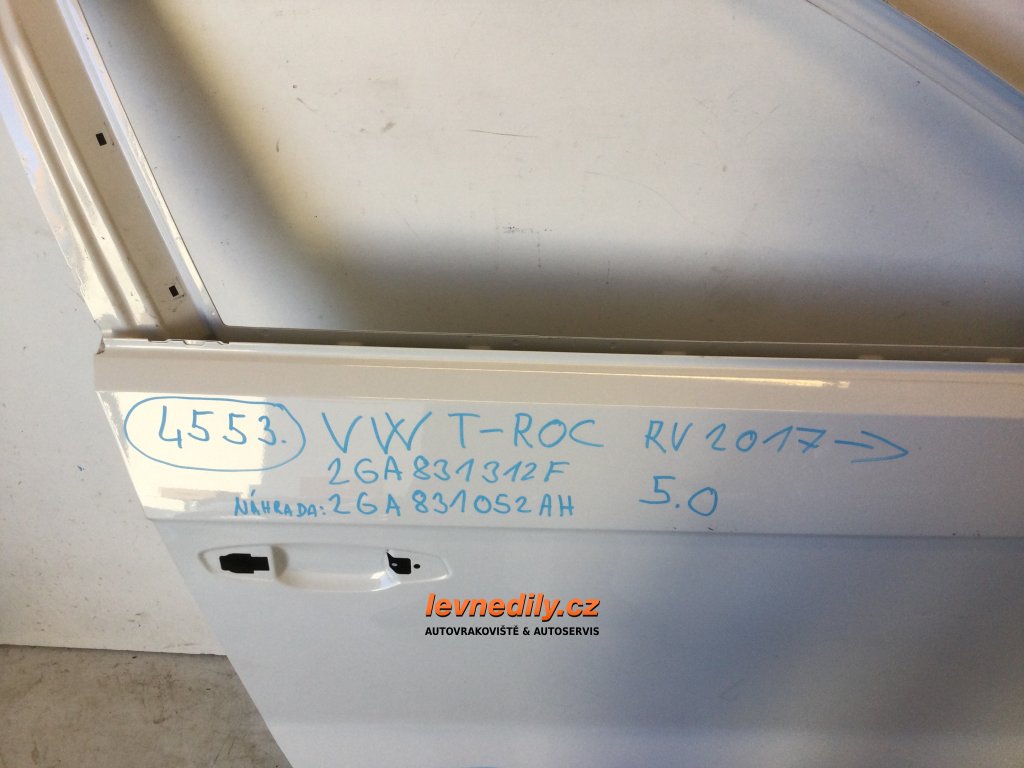 4553. VW T-ROC RV 2017 →
2GA831312F
5.0
NÁHRADA: 2GA831052AH
levnedily.cz
AUTOVRAKOVIŠTĚ & AUTOSERVIS